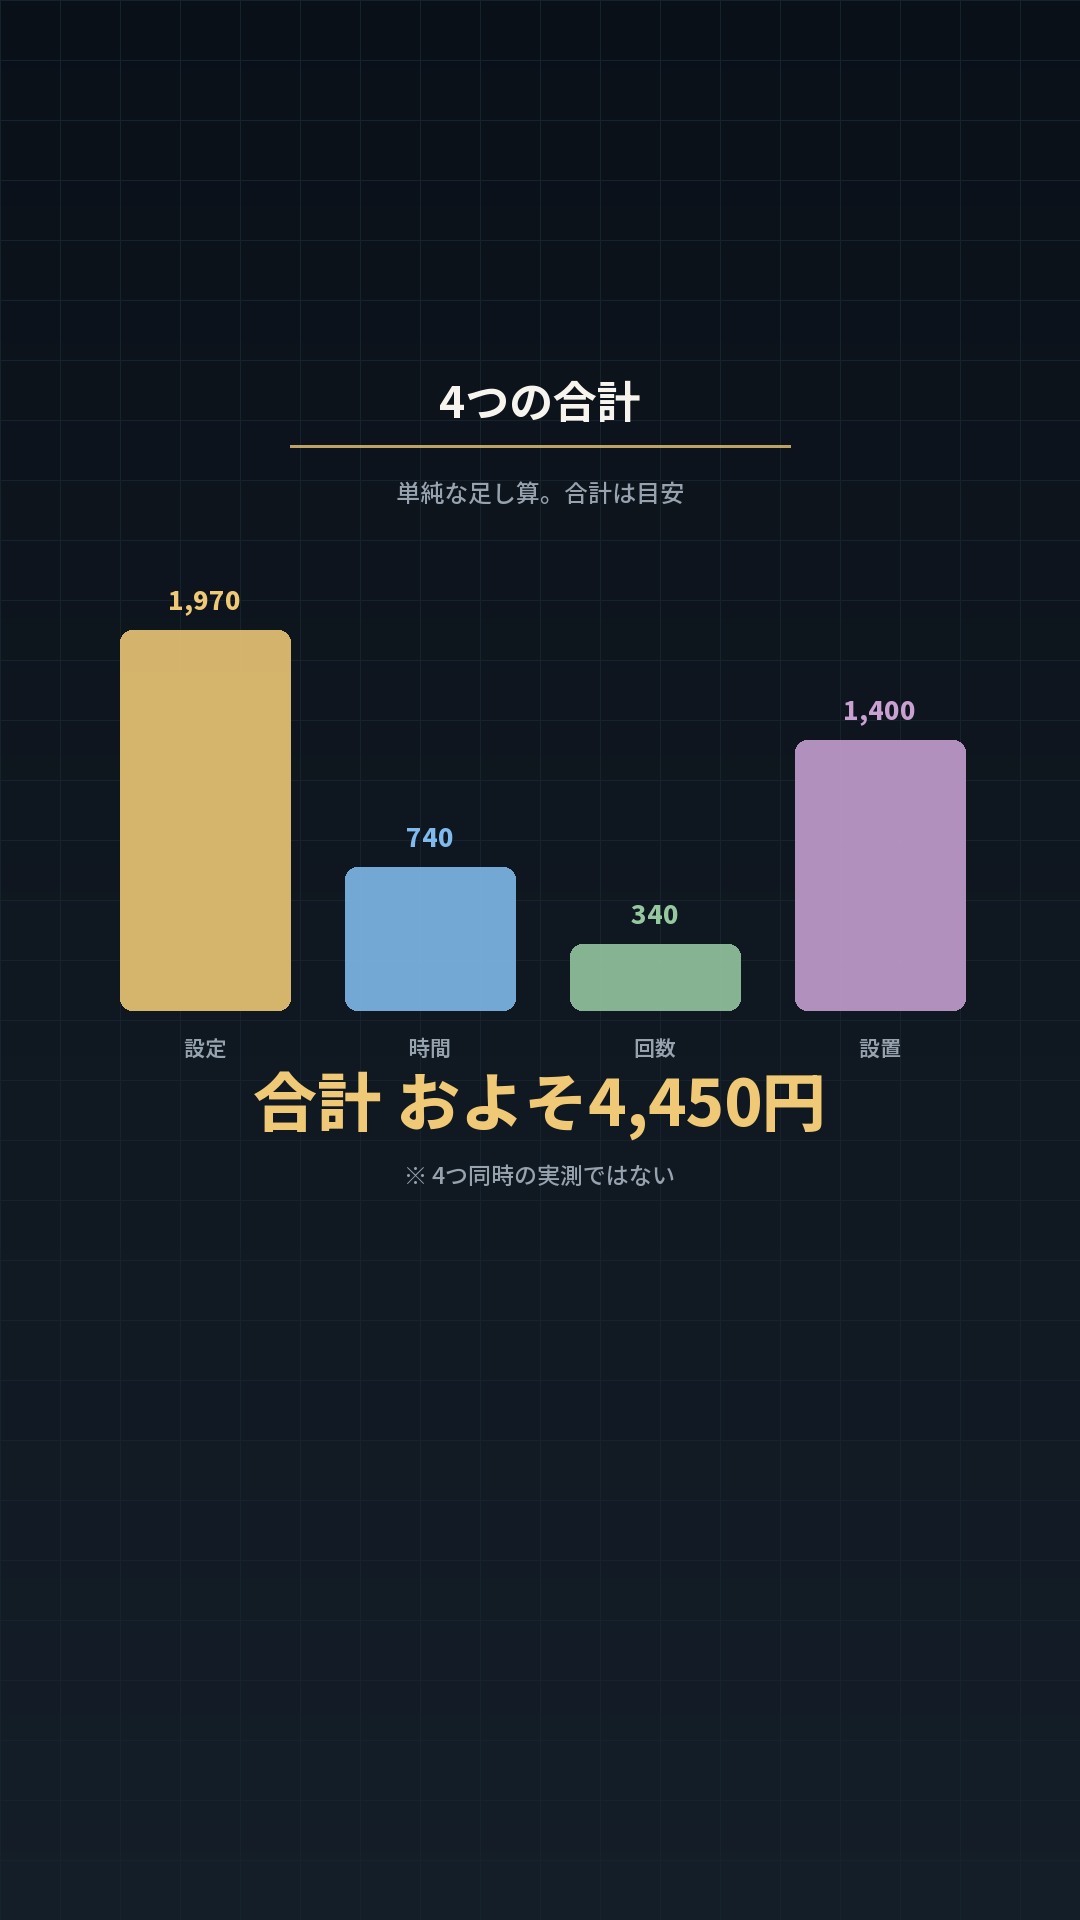 4つの合計
単純な足し算。合計は目安
1,970
740
340
1,400
設定
時間
回数
設置
合計 およそ4,450円
※ 4つ同時の実測ではない